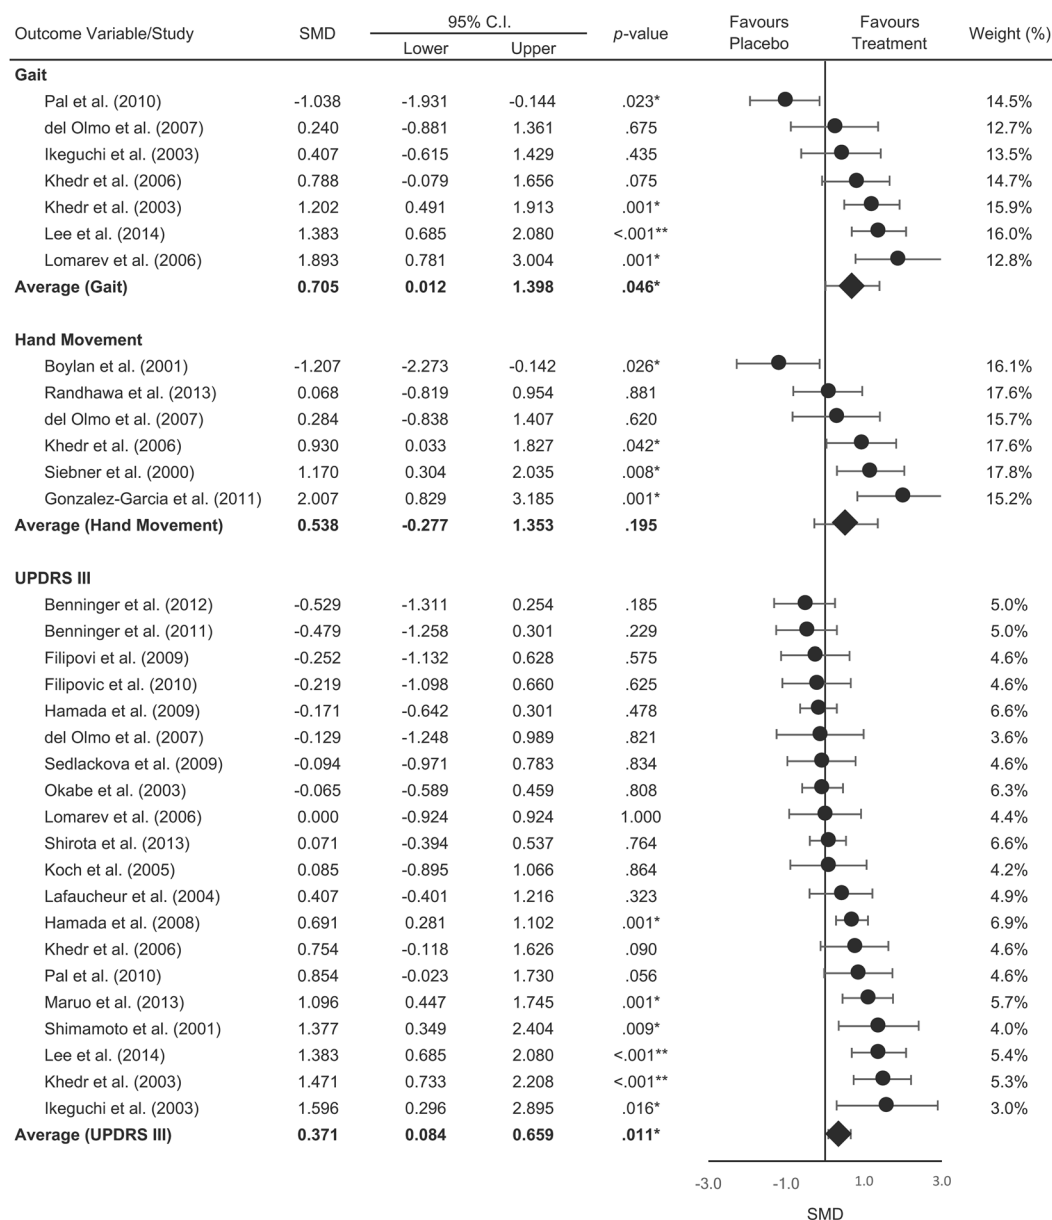 Outcome Variable/Study SMD 95% C.I. Lower Upper p-value Favours Placebo Favours Treatment Weight (%)
Gait
Pal et al. (2010) -1.038 -1.931 -0.144 .023* 14.5%
del Olmo et al. (2007) 0.240 -0.881 1.361 .675 12.7%
Ikeguchi et al. (2003) 0.407 -0.615 1.429 .435 13.5%
Khedr et al. (2006) 0.788 -0.079 1.656 .075 14.7%
Khedr et al. (2003) 1.202 0.491 1.913 .001* 15.9%
Lee et al. (2014) 1.383 0.685 2.080 <.001** 16.0%
Lomarev et al. (2006) 1.893 0.781 3.004 .001* 12.8%
Average (Gait) 0.705 0.012 1.398 .046*
Hand Movement
Boylan et al. (2001) -1.207 -2.273 -0.142 .026* 16.1%
Randhawa et al. (2013) 0.068 -0.819 0.954 .881 17.6%
del Olmo et al. (2007) 0.284 -0.838 1.407 .620 15.7%
Khedr et al. (2006) 0.930 0.033 1.827 .042* 17.6%
Siebner et al. (2000) 1.170 0.304 2.035 .008* 17.8%
Gonzalez-Garcia et al. (2011) 2.007 0.829 3.185 .001* 15.2%
Average (Hand Movement) 0.538 -0.277 1.353 .195
UPDRS III
Benninger et al. (2012) -0.529 -1.311 0.254 .185 5.0%
Benninger et al. (2011) -0.479 -1.258 0.301 .229 5.0%
Filipovi et al. (2009) -0.252 -1.132 0.628 .575 4.6%
Filipovic et al. (2010) -0.219 -1.098 0.660 .625 4.6%
Hamada et al. (2009) -0.171 -0.642 0.301 .478 6.6%
del Olmo et al. (2007) -0.129 -1.248 0.989 .821 3.6%
Sedlackova et al. (2009) -0.094 -0.971 0.783 .834 4.6%
Okabe et al. (2003) -0.065 -0.589 0.459 .808 6.3%
Lomarev et al. (2006) 0.000 -0.924 0.924 1.000 4.4%
Shirota et al. (2013) 0.071 -0.394 0.537 .764 6.6%
Koch et al. (2005) 0.085 -0.895 1.066 .864 4.2%
Lafaucheur et al. (2004) 0.407 -0.401 1.216 .323 4.9%
Hamada et al. (2008) 0.691 0.281 1.102 .001* 6.9%
Khedr et al. (2006) 0.754 -0.118 1.626 .090 4.6%
Pal et al. (2010) 0.854 -0.023 1.730 .056 4.6%
Maruo et al. (2013) 1.096 0.447 1.745 .001* 5.7%
Shimamoto et al. (2001) 1.377 0.349 2.404 .009* 4.0%
Lee et al. (2014) 1.383 0.685 2.080 <.001** 5.4%
Khedr et al. (2003) 1.471 0.733 2.208 <.001** 5.3%
Ikeguchi et al. (2003) 1.596 0.296 2.895 .016* 3.0%
Average (UPDRS III) 0.371 0.084 0.659 .011*
-3.0 -1.0 1.0 3.0
SMD